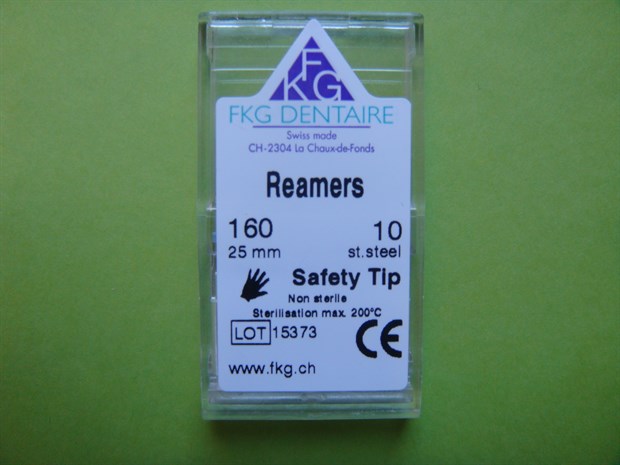 FKG
FKG DENTAIRE
Swiss made
CH-2304 La Chaux-de-Fonds
Reamers
160 10
25 mm st.steel
Safety Tip
Non sterile
Sterilisation max. 200°C
LOT 15373 CE
www.fkg.ch